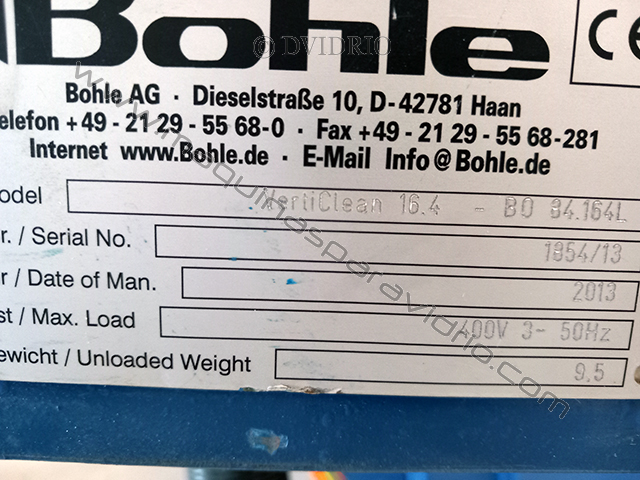 Bohle CE
© DVIDRIO
Bohle AG · Dieselstraße 10, D-42781 Haan
elefon +49 - 21 29 - 55 68-0 · Fax +49 - 21 29 - 55 68-281
Internet www.Bohle.de · E-Mail Info@Bohle.de
odel VertiClean 16.4 - BO 84.164L
r. / Serial No. 1854/13
r / Date of Man. 2013
st / Max. Load 400V 3~ 50Hz
ewicht / Unloaded Weight 9.5
www.maquinasparavidrio.com